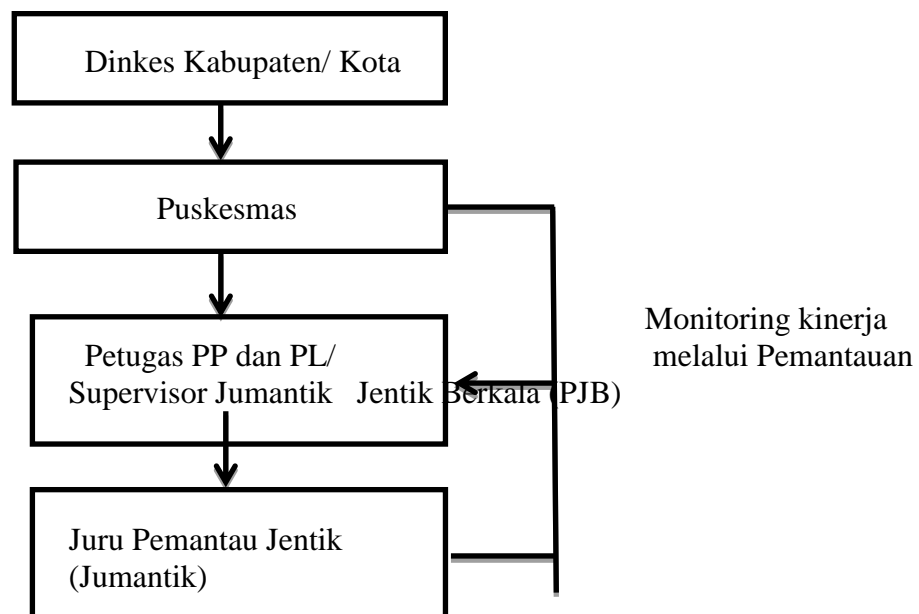 Dinkes Kabupaten/ Kota
Puskesmas
Monitoring kinerja
melalui Pemantauan
Petugas PP dan PL/
Supervisor Jumantik Jentik Berkala (PJB)
Juru Pemantau Jentik
(Jumantik)